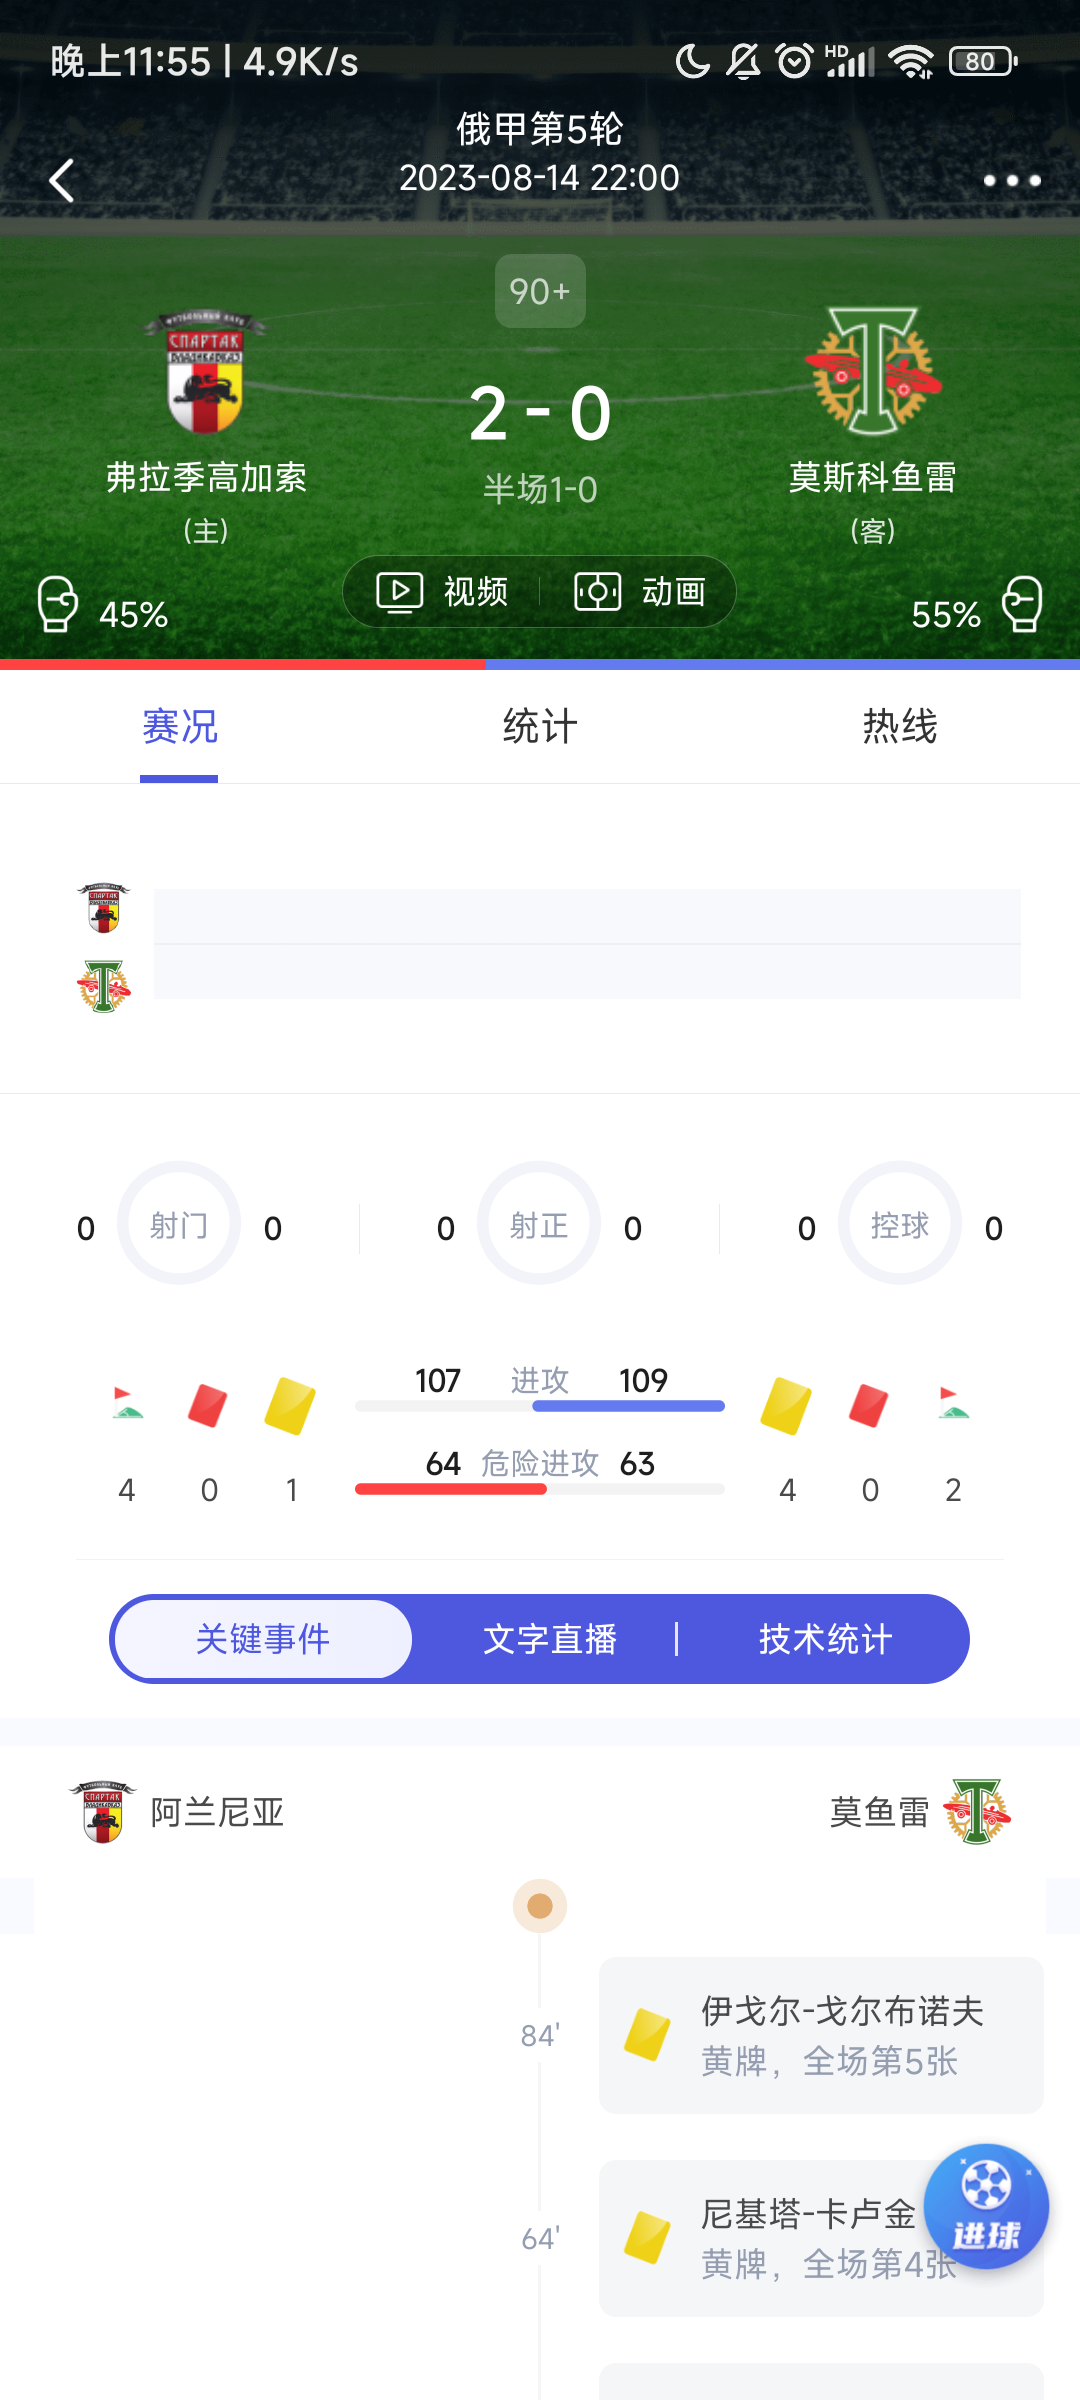 晚上11:55 | 4.9K/s
HD
80
俄甲第5轮
2023-08-14 22:00
90+
СПАРТАК
2 - 0
弗拉季高加索
莫斯科鱼雷
半场1-0
(主)
(客)
视频
动画
45%
55%
赛况
统计
热线
0 射门 0
0 射正 0
0 控球 0
107 进攻 109
64 危险进攻 63
4 0 1
4 0 2
关键事件
文字直播
技术统计
阿兰尼亚
莫鱼雷
84'
伊戈尔-戈尔布诺夫
黄牌，全场第5张
64'
尼基塔-卡卢金
黄牌，全场第4张
进球